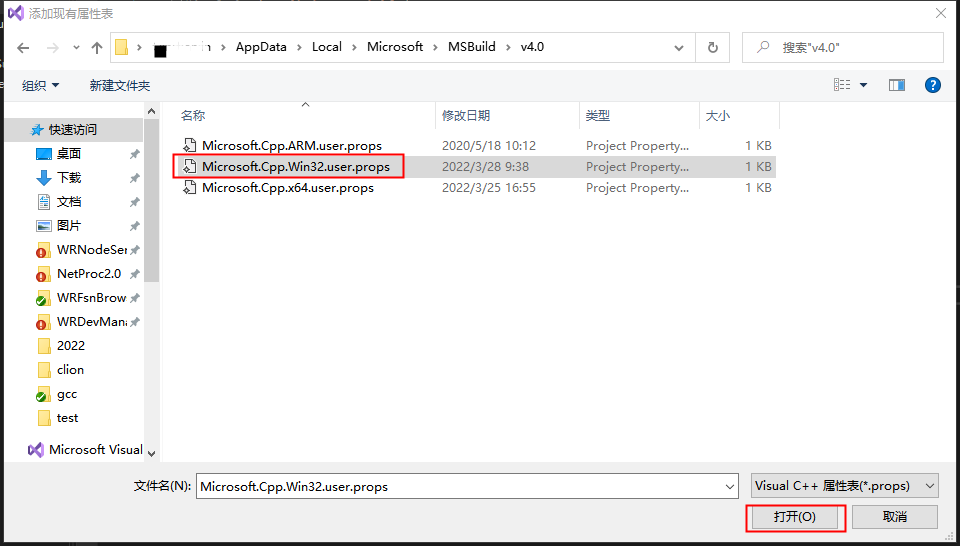 添加现有属性表
AppData
Local
Microsoft
MSBuild
v4.0
搜索"v4.0"
组织
新建文件夹
名称
修改日期
类型
大小
快速访问
桌面
下载
文档
图片
WRNodeSer
NetProc2.0
WRFsnBrow
WRDevMana
2022
clion
gcc
test
Microsoft Visual
Microsoft.Cpp.ARM.user.props 2020/5/18 10:12 Project Property... 1 KB
Microsoft.Cpp.Win32.user.props 2022/3/28 9:38 Project Property... 1 KB
Microsoft.Cpp.x64.user.props 2022/3/25 16:55 Project Property... 1 KB
文件名(N): Microsoft.Cpp.Win32.user.props
Visual C++ 属性表(*.props)
打开(O)
取消